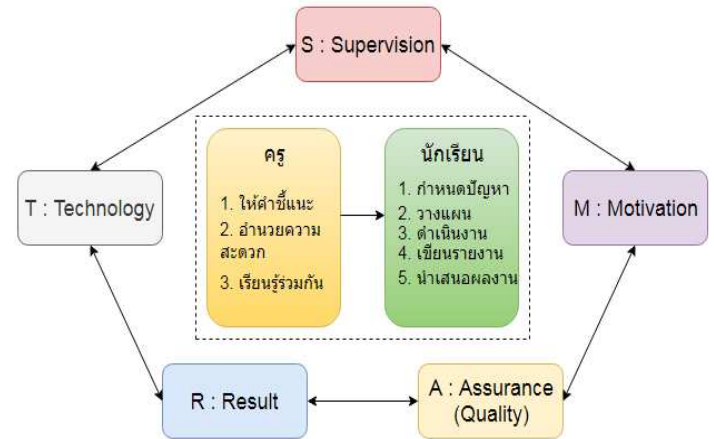 S : Supervision
T : Technology
M : Motivation
ครู
1. ให้คำชี้แนะ
2. อำนวยความ
สะดวก
3. เรียนรู้ร่วมกัน
นักเรียน
1. กำหนดปัญหา
2. วางแผน
3. ดำเนินงาน
4. เขียนรายงาน
5. นำเสนอผลงาน
R : Result
A : Assurance
(Quality)